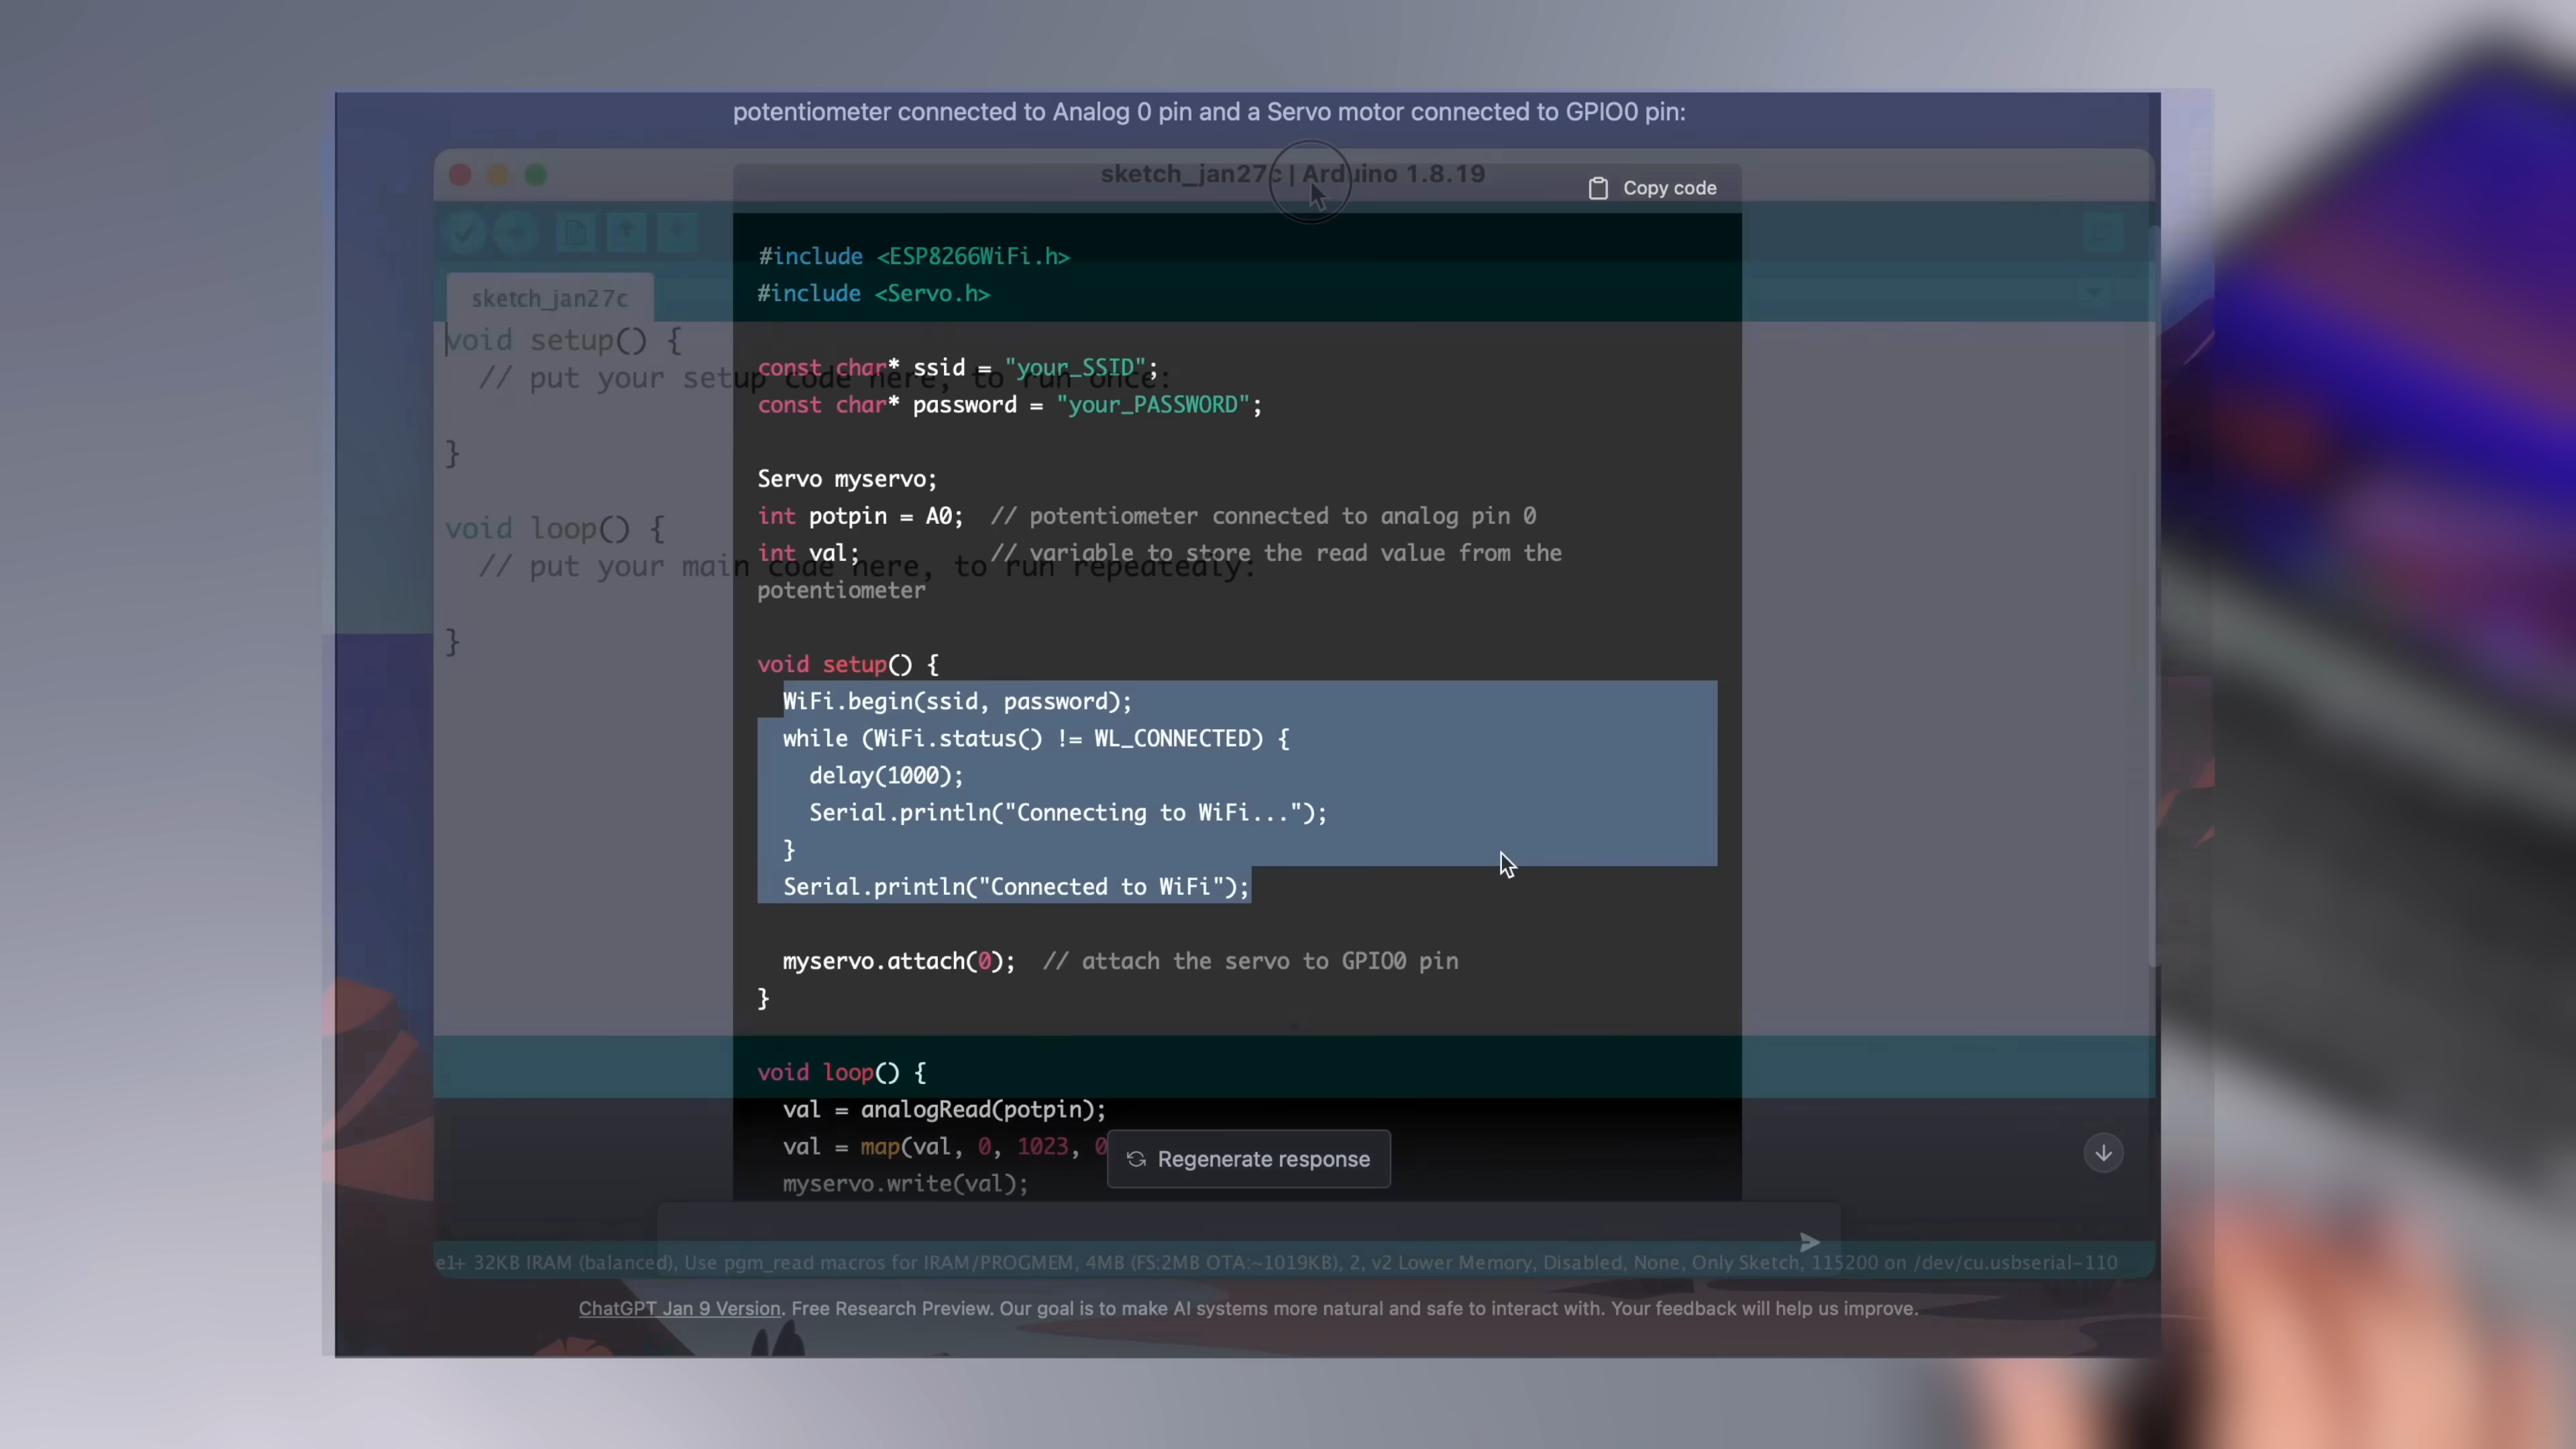 potentiometer connected to Analog 0 pin and a Servo motor connected to GPIO0 pin:
sketch_jan27c | Arduino 1.8.19
Copy code
#include <ESP8266WiFi.h>
#include <Servo.h>
const char* ssid = "your_SSID";
const char* password = "your_PASSWORD";
Servo myservo;
int potpin = A0;  // potentiometer connected to analog pin 0
int val;          // variable to store the read value from the
potentiometer
void setup() {
WiFi.begin(ssid, password);
while (WiFi.status() != WL_CONNECTED) {
delay(1000);
Serial.println("Connecting to WiFi...");
}
Serial.println("Connected to WiFi");
myservo.attach(0);  // attach the servo to GPIO0 pin
}
void loop() {
val = analogRead(potpin);
val = map(val, 0, 1023, 0
myservo.write(val);
Regenerate response
sketch_jan27c
void setup() {
// put your setup code here, to run once:
}
void loop() {
// put your main code here, to run repeatedly:
}
e1+ 32KB IRAM (balanced), Use pgm_read macros for IRAM/PROGMEM, 4MB (FS:2MB OTA:~1019KB), 2, v2 Lower Memory, Disabled, None, Only Sketch, 115200 on /dev/cu.usbserial-110
ChatGPT Jan 9 Version. Free Research Preview. Our goal is to make AI systems more natural and safe to interact with. Your feedback will help us improve.